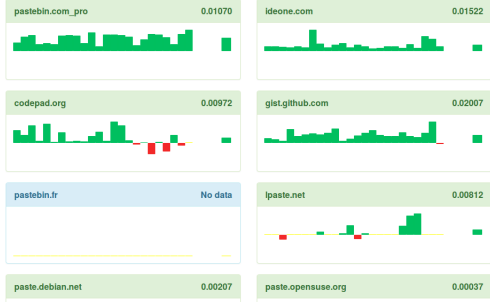 pastebin.com_pro 0.01070
ideone.com 0.01522
codepad.org 0.00972
gist.github.com 0.02007
pastebin.fr No data
lpaste.net 0.00812
paste.debian.net 0.00207
paste.opensuse.org 0.00037